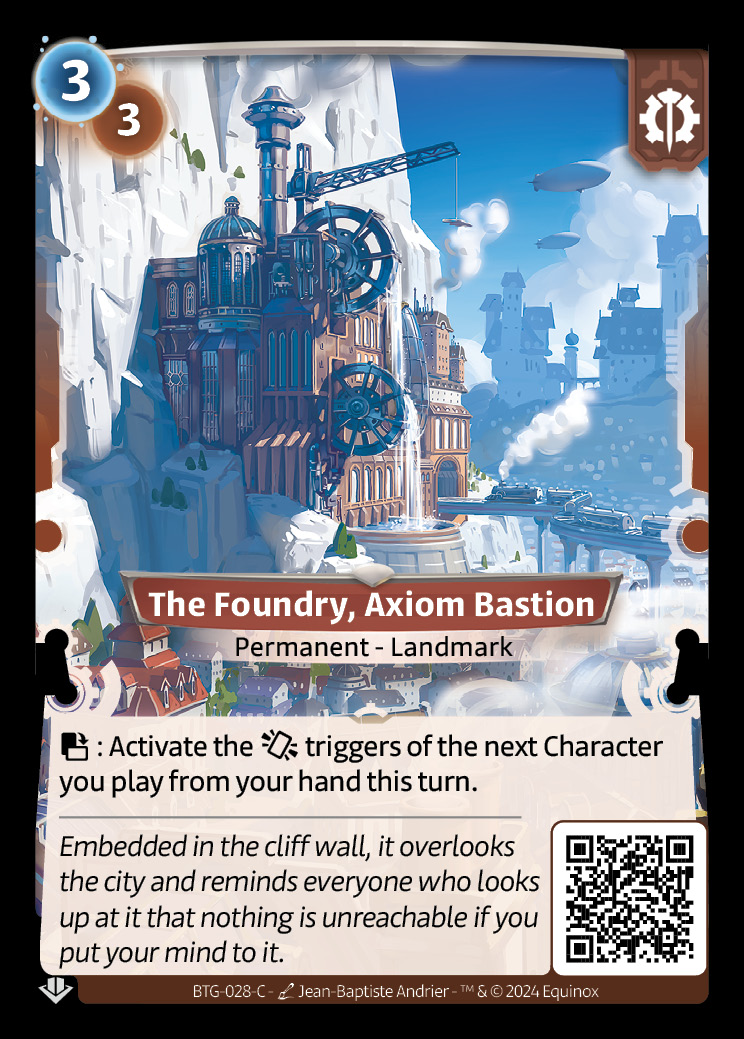 3
3
The Foundry, Axiom Bastion
Permanent - Landmark
: Activate the triggers of the next Character
you play from your hand this turn.
Embedded in the cliff wall, it overlooks
the city and reminds everyone who looks
up at it that nothing is unreachable if you
put your mind to it.
BTG-028-C - Jean-Baptiste Andrier - ™ & © 2024 Equinox